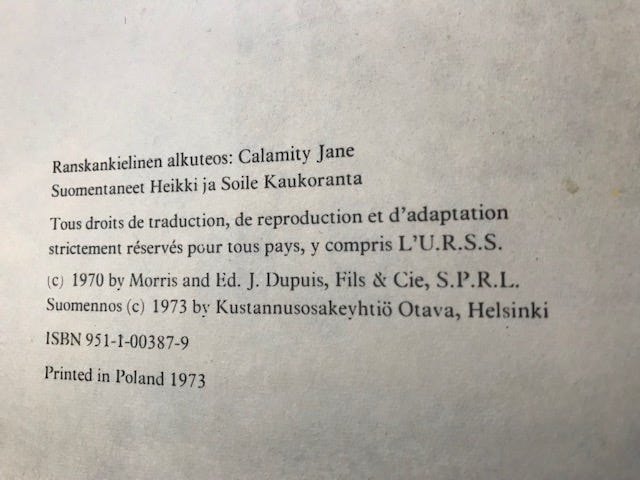 Ranskankielinen alkuteos: Calamity Jane
Suomentaneet Heikki ja Soile Kaukoranta
Tous droits de traduction, de reproduction et d'adaptation
strictement réservés pour tous pays, y compris L'U.R.S.S.
(c) 1970 by Morris and Ed. J. Dupuis, Fils & Cie, S.P.R.L.
Suomennos (c) 1973 by Kustannusosakeyhtiö Otava, Helsinki
ISBN 951-1-00387-9
Printed in Poland 1973